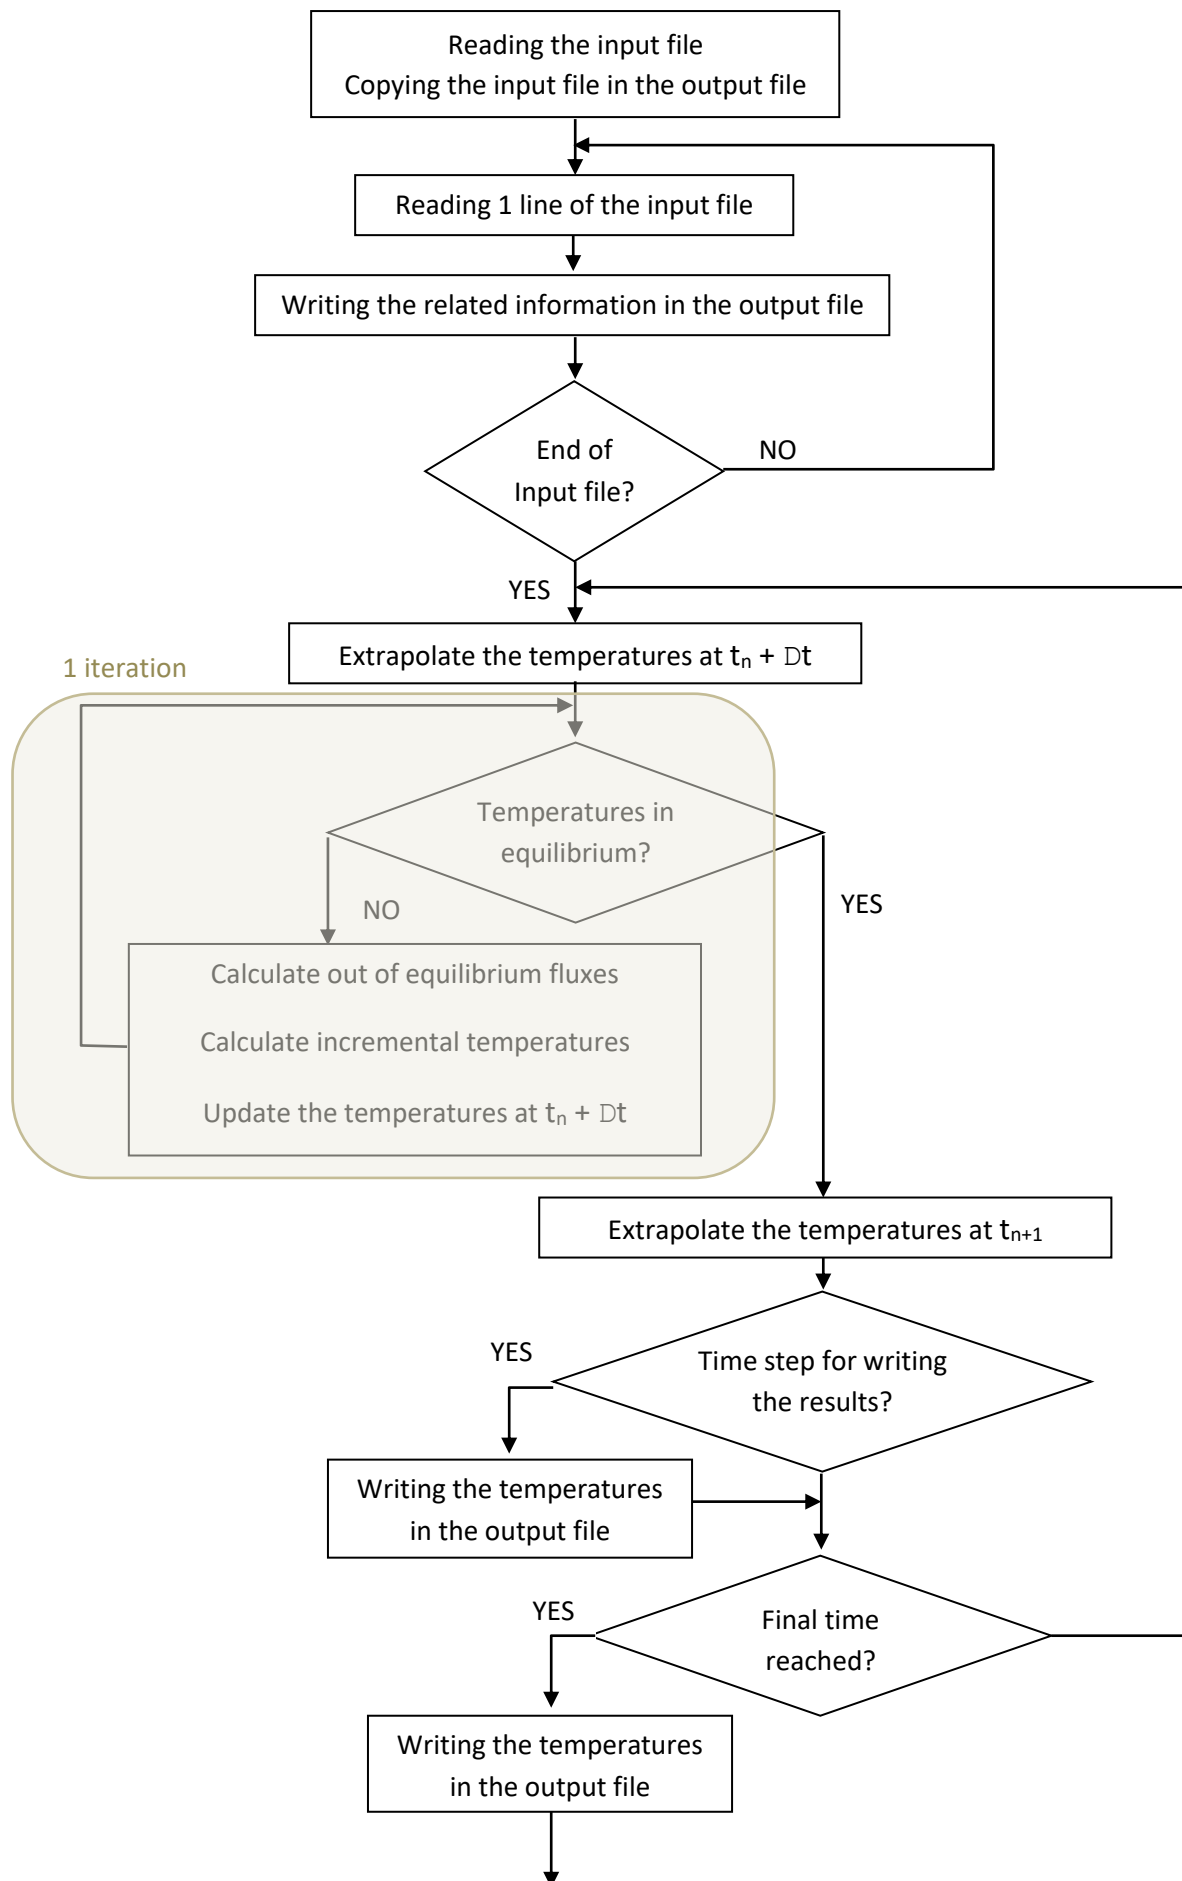 Reading the input file
Copying the input file in the output file
Reading 1 line of the input file
Writing the related information in the output file
End of
Input file?
NO
YES
Extrapolate the temperatures at tn + Dt
1 iteration
Temperatures in
equilibrium?
NO
YES
Calculate out of equilibrium fluxes
Calculate incremental temperatures
Update the temperatures at tn + Dt
Extrapolate the temperatures at tn+1
YES
Time step for writing
the results?
Writing the temperatures
in the output file
YES
Final time
reached?
Writing the temperatures
in the output file